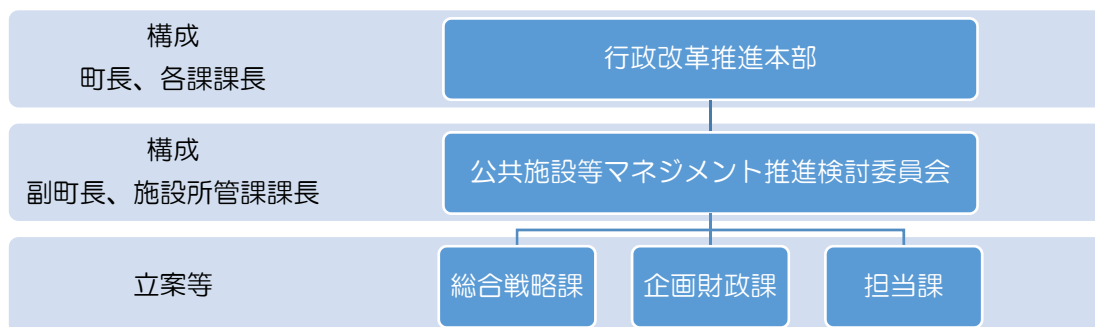 構成
町長、各課課長
行政改革推進本部
構成
副町長、施設所管課課長
公共施設等マネジメント推進検討委員会
立案等
総合戦略課
企画財政課
担当課